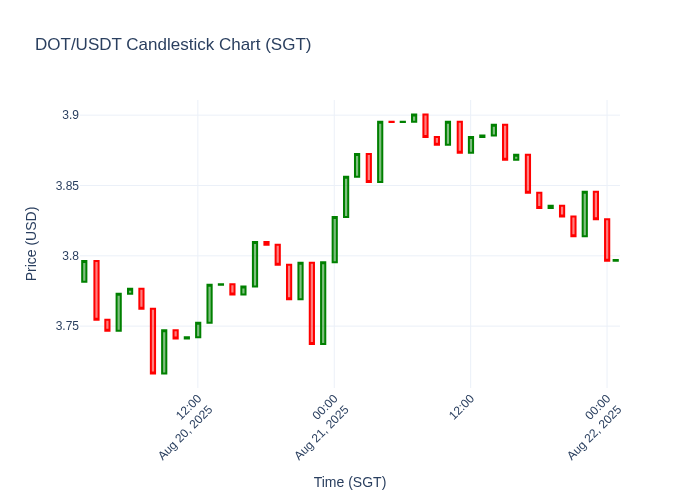 DOT/USDT Candlestick Chart (SGT)
3.9
3.85
3.8
3.75
Price (USD)
12:00
Aug 20, 2025
00:00
Aug 21, 2025
12:00
00:00
Aug 22, 2025
Time (SGT)